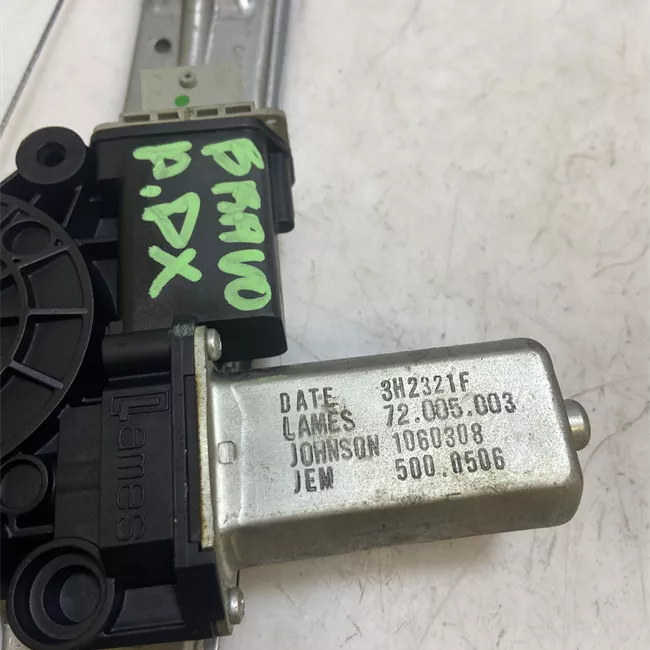 BRAVO
P.DX
DATE 3H2321F
LAMES 72.005.003
JOHNSON 1060308
JEM 500.0506
Lames